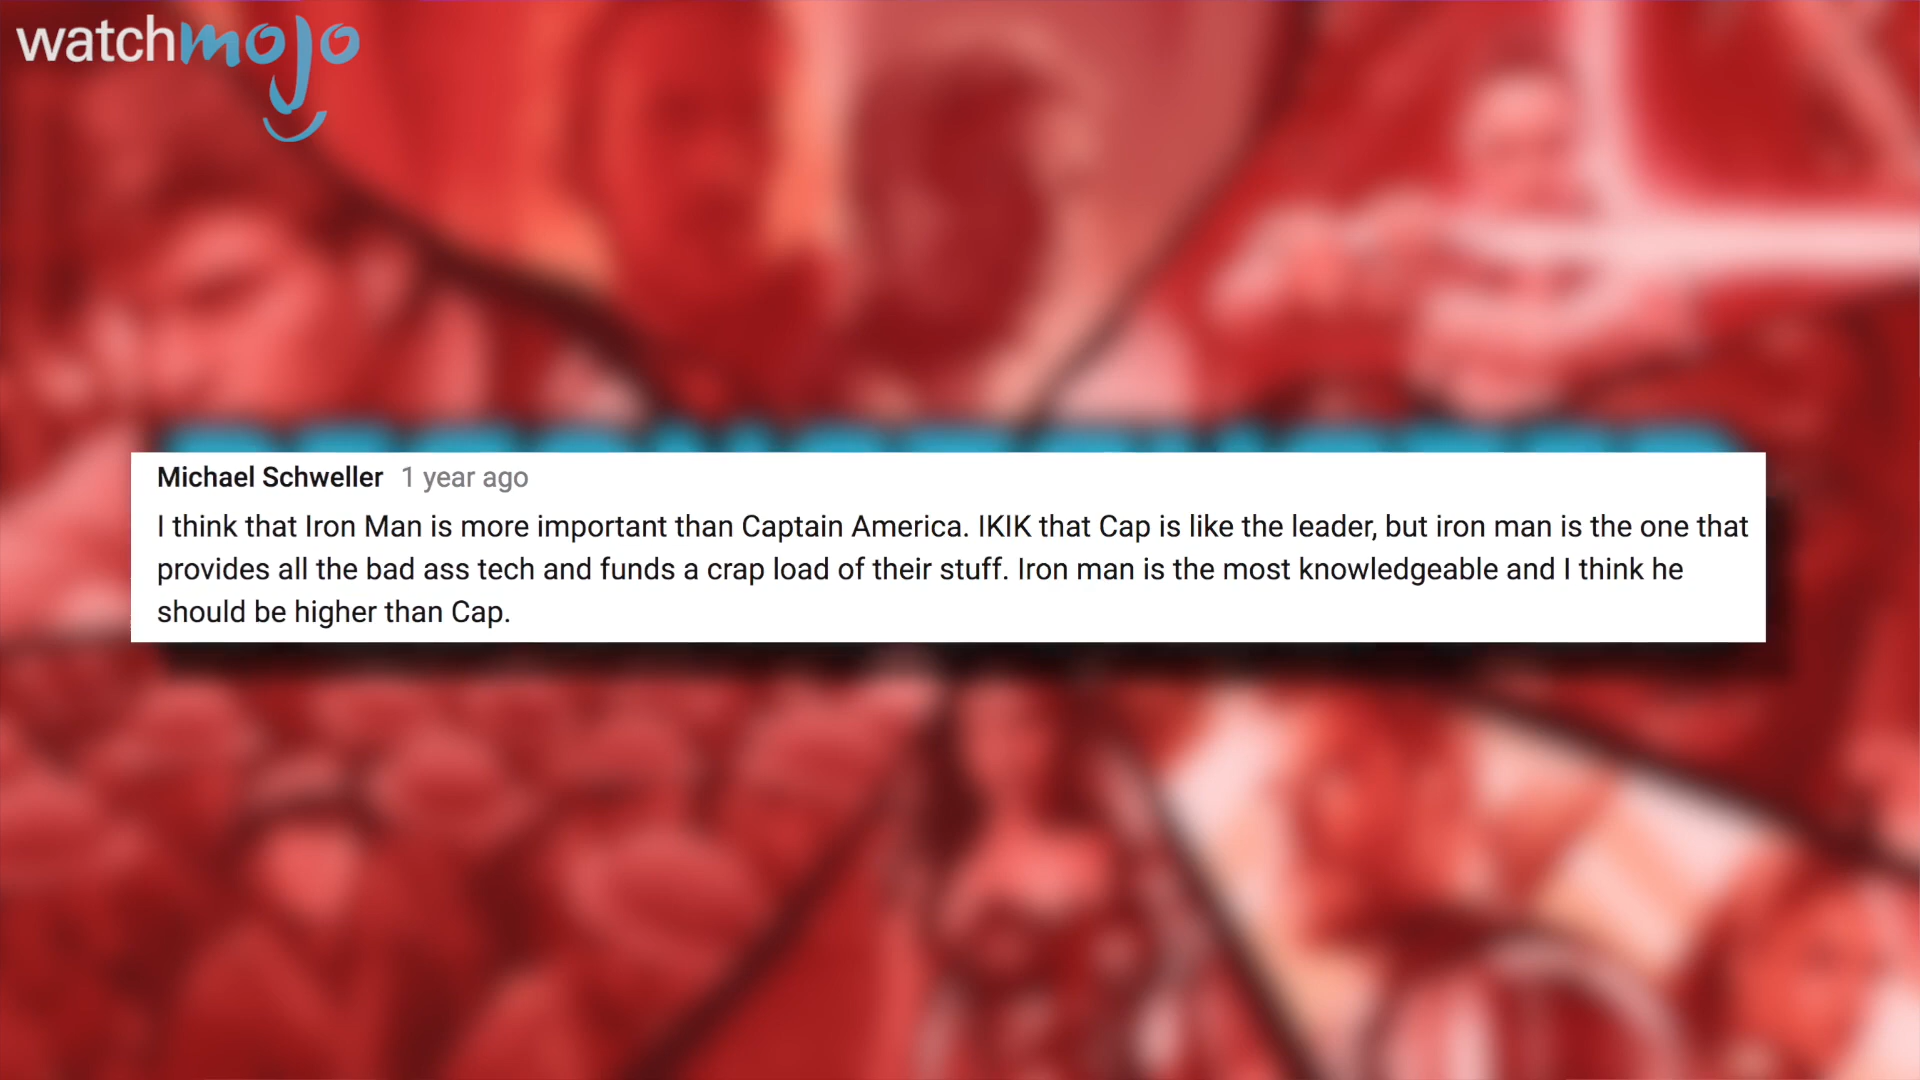 watchmojo
Michael Schweller 1 year ago
I think that Iron Man is more important than Captain America. IKIK that Cap is like the leader, but iron man is the one that
provides all the bad ass tech and funds a crap load of their stuff. Iron man is the most knowledgeable and I think he
should be higher than Cap.